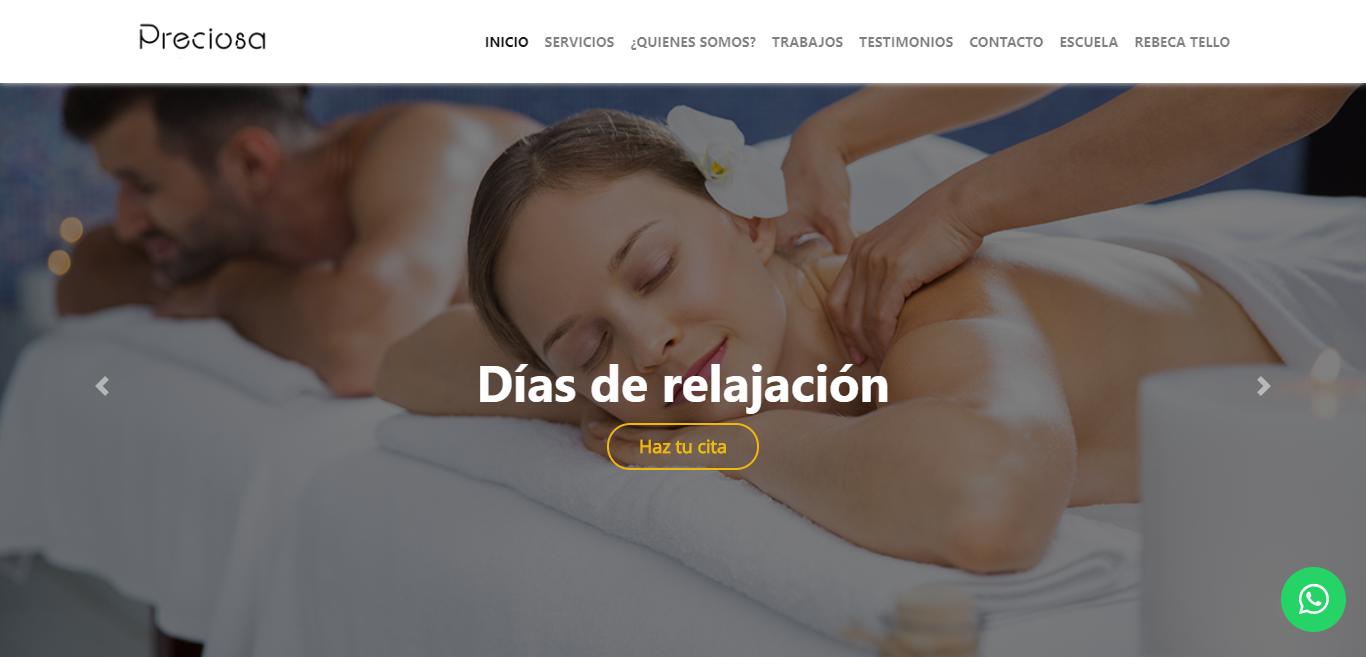 Preciosa
INICIO SERVICIOS ¿QUIENES SOMOS? TRABAJOS TESTIMONIOS CONTACTO ESCUELA REBECA TELLO
Días de relajación
Haz tu cita